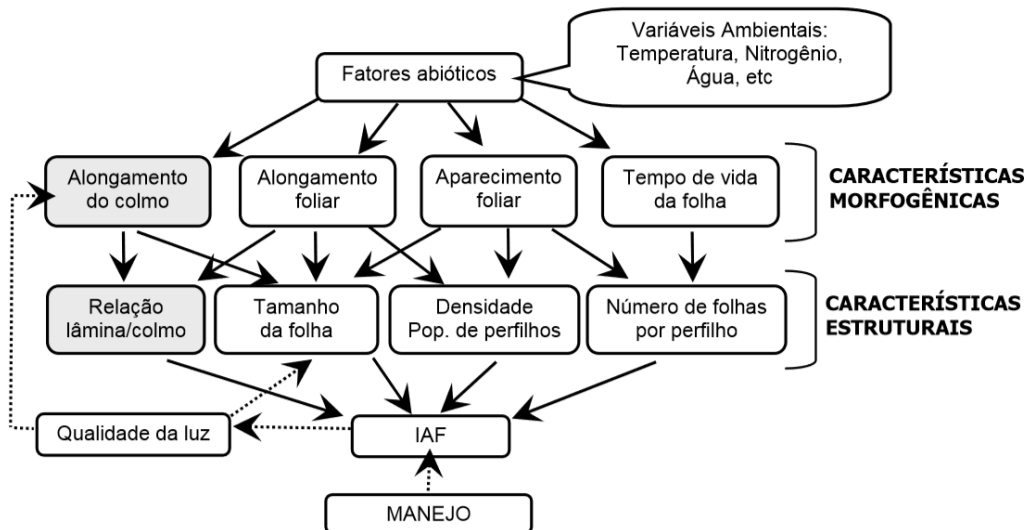 Variáveis Ambientais:
Temperatura, Nitrogênio,
Água, etc
Fatores abióticos
Alongamento
do colmo
Alongamento
foliar
Aparecimento
foliar
Tempo de vida
da folha
CARACTERÍSTICAS
MORFOGÊNICAS
Relação
lâmina/colmo
Tamanho
da folha
Densidade
Pop. de perfilhos
Número de folhas
por perfilho
CARACTERÍSTICAS
ESTRUTURAIS
Qualidade da luz
IAF
MANEJO